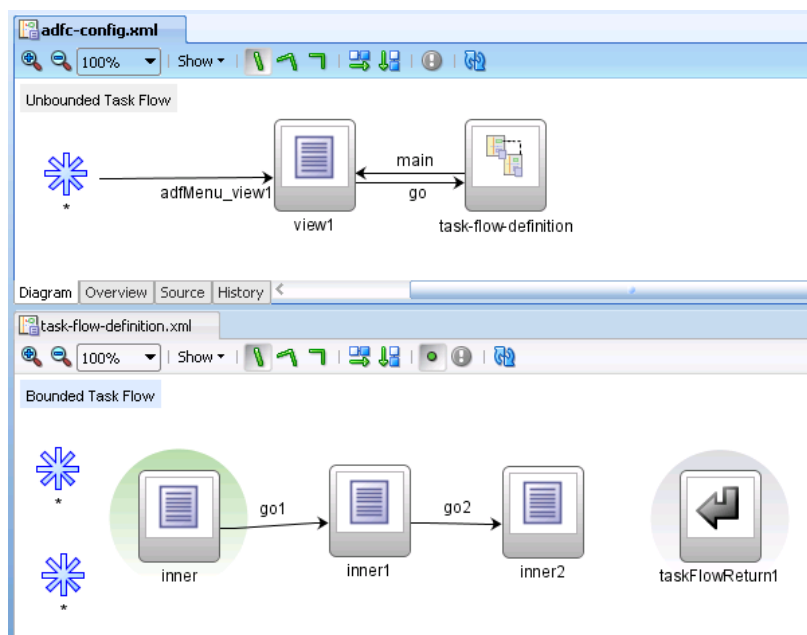 adfc-config.xml
100% Show
Unbounded Task Flow
*
adfMenu_view1
view1
main
go
task-flow-definition
Diagram Overview Source History
task-flow-definition.xml
100% Show
Bounded Task Flow
*
*
inner
go1
inner1
go2
inner2
taskFlowReturn1